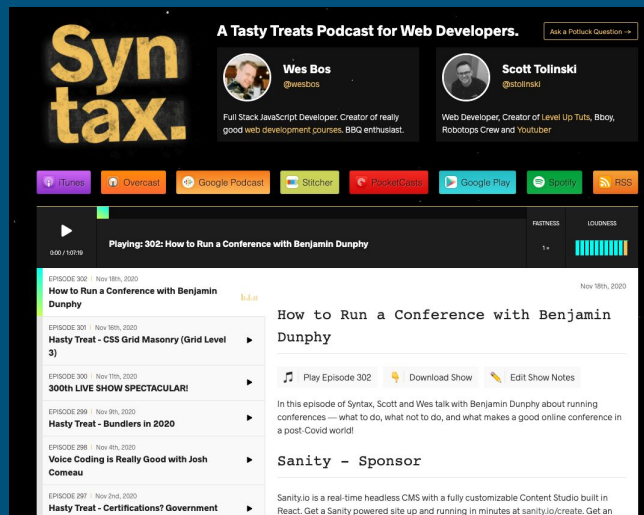 Syn
tax.
A Tasty Treats Podcast for Web Developers.
Ask a Potluck Question →
Wes Bos
@wesbos
Full Stack JavaScript Developer. Creator of really
good web development courses. BBQ enthusiast.
Scott Tolinski
@stolinski
Web Developer, Creator of Level Up Tuts, Bboy,
Robotops Crew and Youtuber
iTunes
Overcast
Google Podcast
Stitcher
PocketCasts
Google Play
Spotify
RSS
0:00 / 1:07:19
Playing: 302: How to Run a Conference with Benjamin Dunphy
FASTNESS
1×
LOUDNESS
EPISODE 302 | Nov 18th, 2020
How to Run a Conference with Benjamin
Dunphy
EPISODE 301 | Nov 16th, 2020
Hasty Treat - CSS Grid Masonry (Grid Level
3)
EPISODE 300 | Nov 11th, 2020
300th LIVE SHOW SPECTACULAR!
EPISODE 299 | Nov 9th, 2020
Hasty Treat - Bundlers in 2020
EPISODE 298 | Nov 4th, 2020
Voice Coding is Really Good with Josh
Comeau
EPISODE 297 | Nov 2nd, 2020
Hasty Treat - Certifications? Government
Nov 18th, 2020
How to Run a Conference with Benjamin
Dunphy
Play Episode 302
Download Show
Edit Show Notes
In this episode of Syntax, Scott and Wes talk with Benjamin Dunphy about running
conferences — what to do, what not to do, and what makes a good online conference in
a post-Covid world!
Sanity - Sponsor
Sanity.io is a real-time headless CMS with a fully customizable Content Studio built in
React. Get a Sanity powered site up and running in minutes at sanity.io/create. Get an